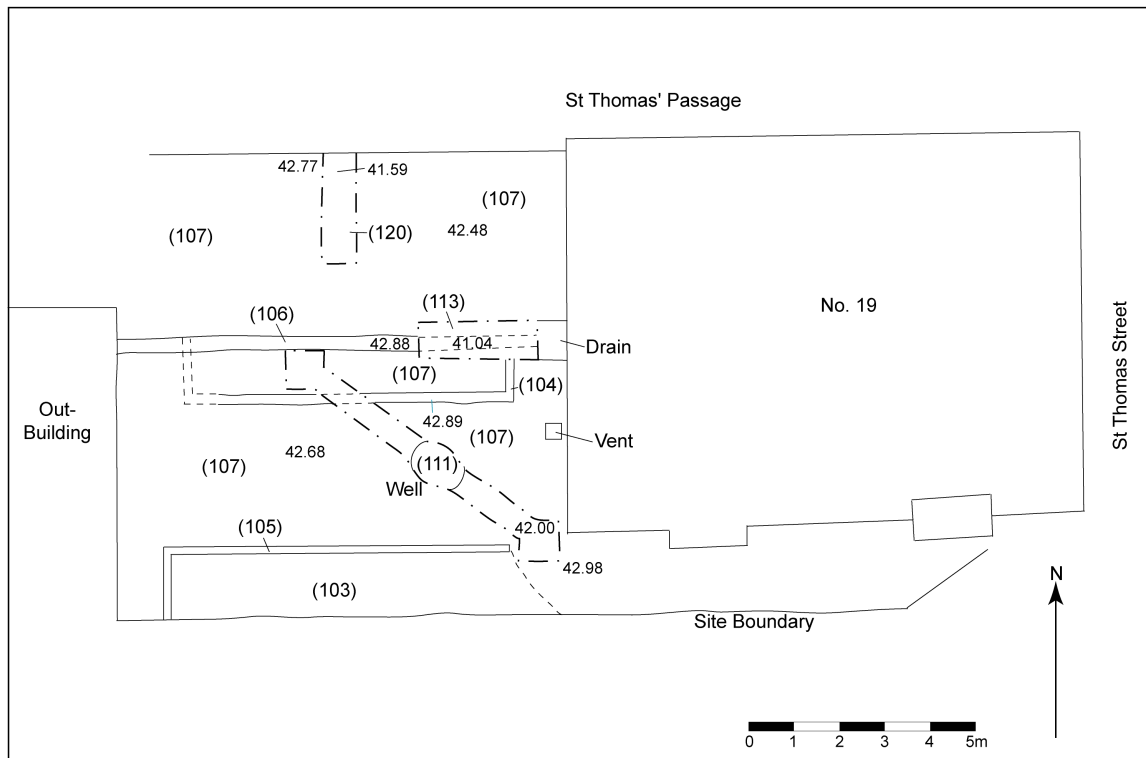 St Thomas' Passage
42.77
41.59
(107)
(107)
(120)
42.48
(113)
(106)
No. 19
St Thomas Street
42.88
41.04
Drain
(107)
(104)
Out-
Building
42.89
(107)
Vent
42.68
(107)
(111)
Well
(105)
42.00
42.98
(103)
N
Site Boundary
0 1 2 3 4 5m